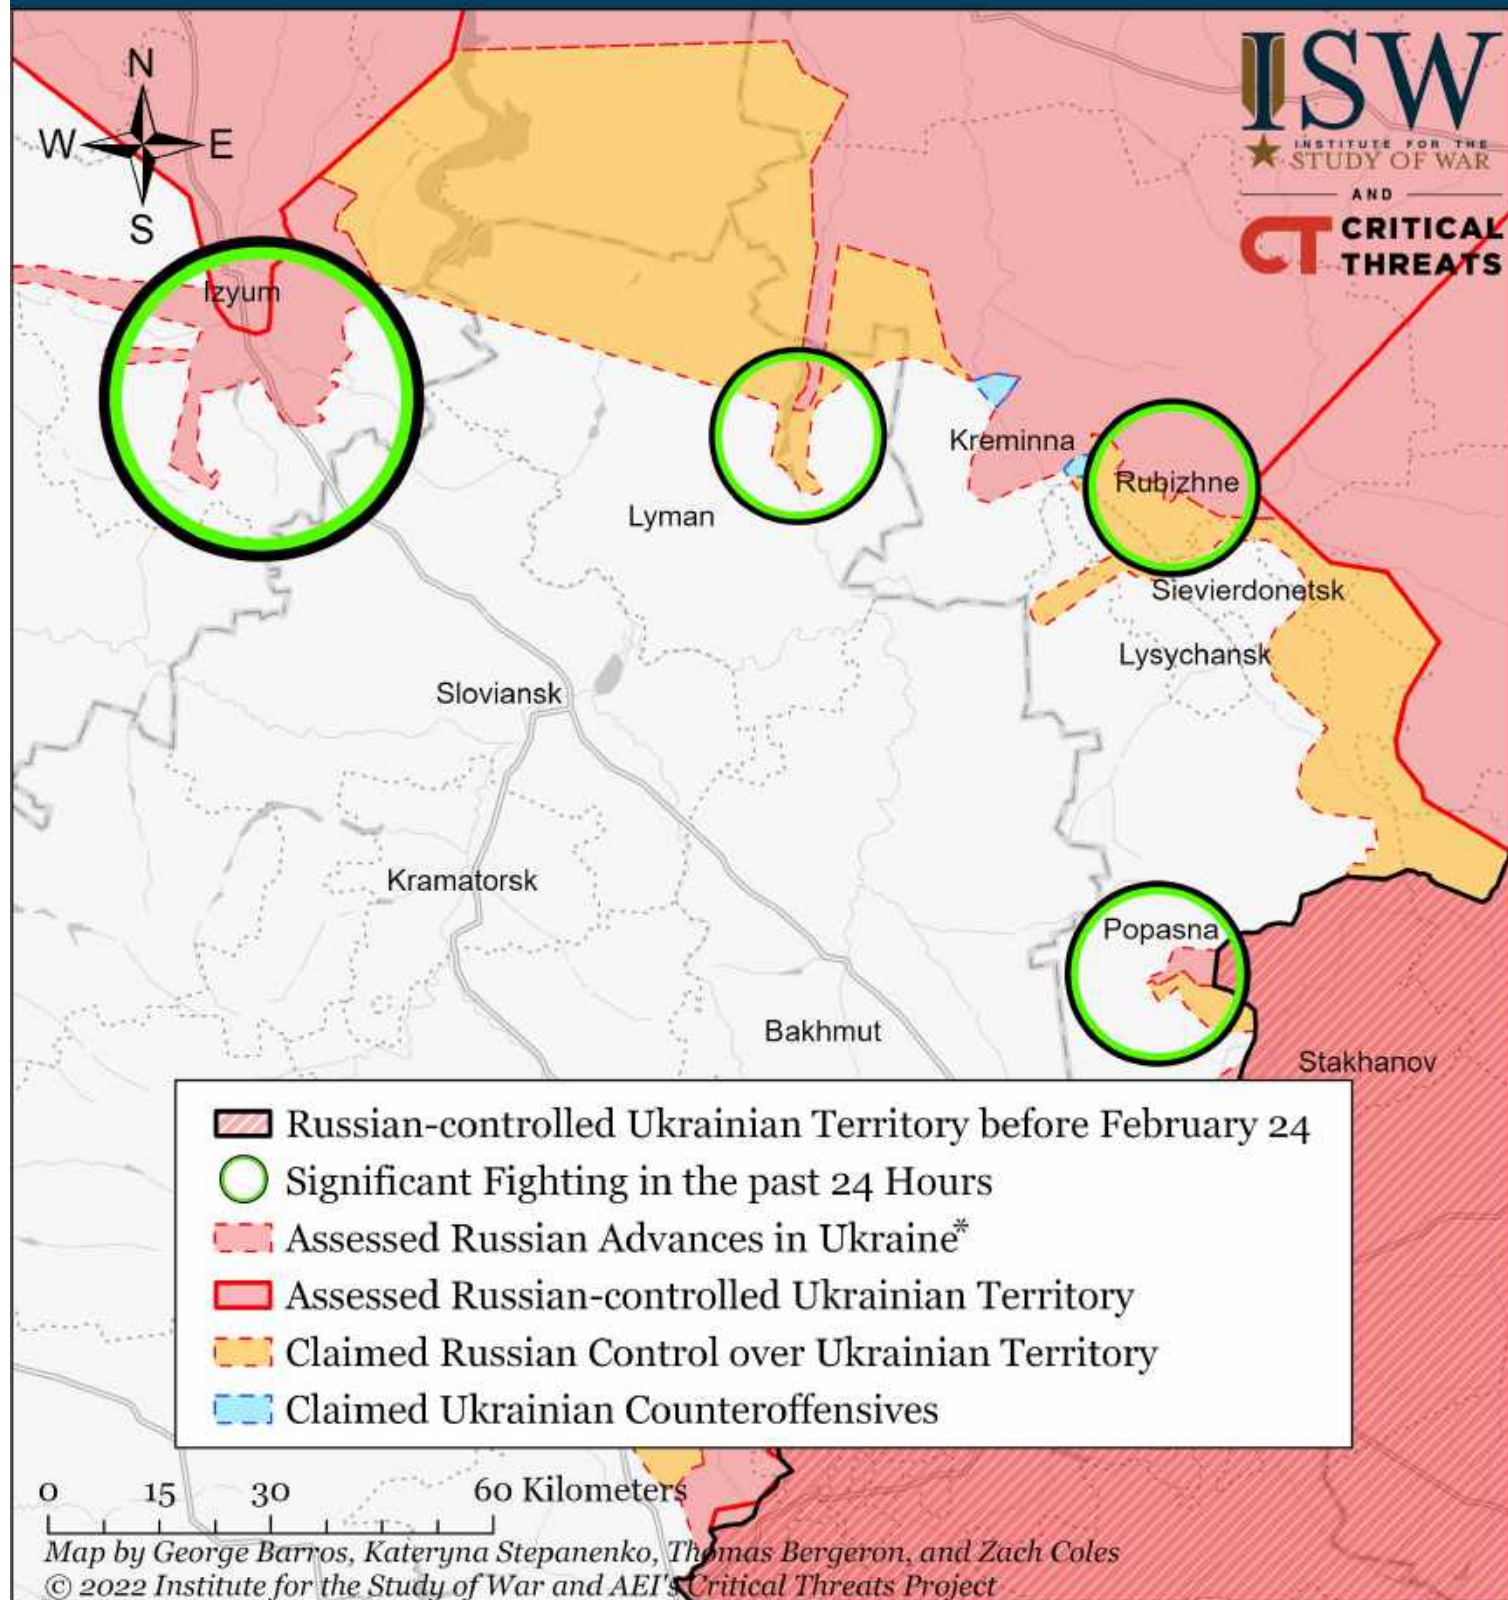 N
W E
S
ISW
INSTITUTE FOR THE
STUDY OF WAR
AND
CT CRITICAL
THREATS
Izyum
Kreminna
Rubizhne
Lyman
Sievierdonetsk
Lysychansk
Sloviansk
Kramatorsk
Popasna
Bakhmut
Stakhanov
Russian-controlled Ukrainian Territory before February 24
Significant Fighting in the past 24 Hours
Assessed Russian Advances in Ukraine*
Assessed Russian-controlled Ukrainian Territory
Claimed Russian Control over Ukrainian Territory
Claimed Ukrainian Counteroffensives
0 15 30 60 Kilometers
Map by George Barros, Kateryna Stepanenko, Thomas Bergeron, and Zach Coles
© 2022 Institute for the Study of War and AEI's Critical Threats Project